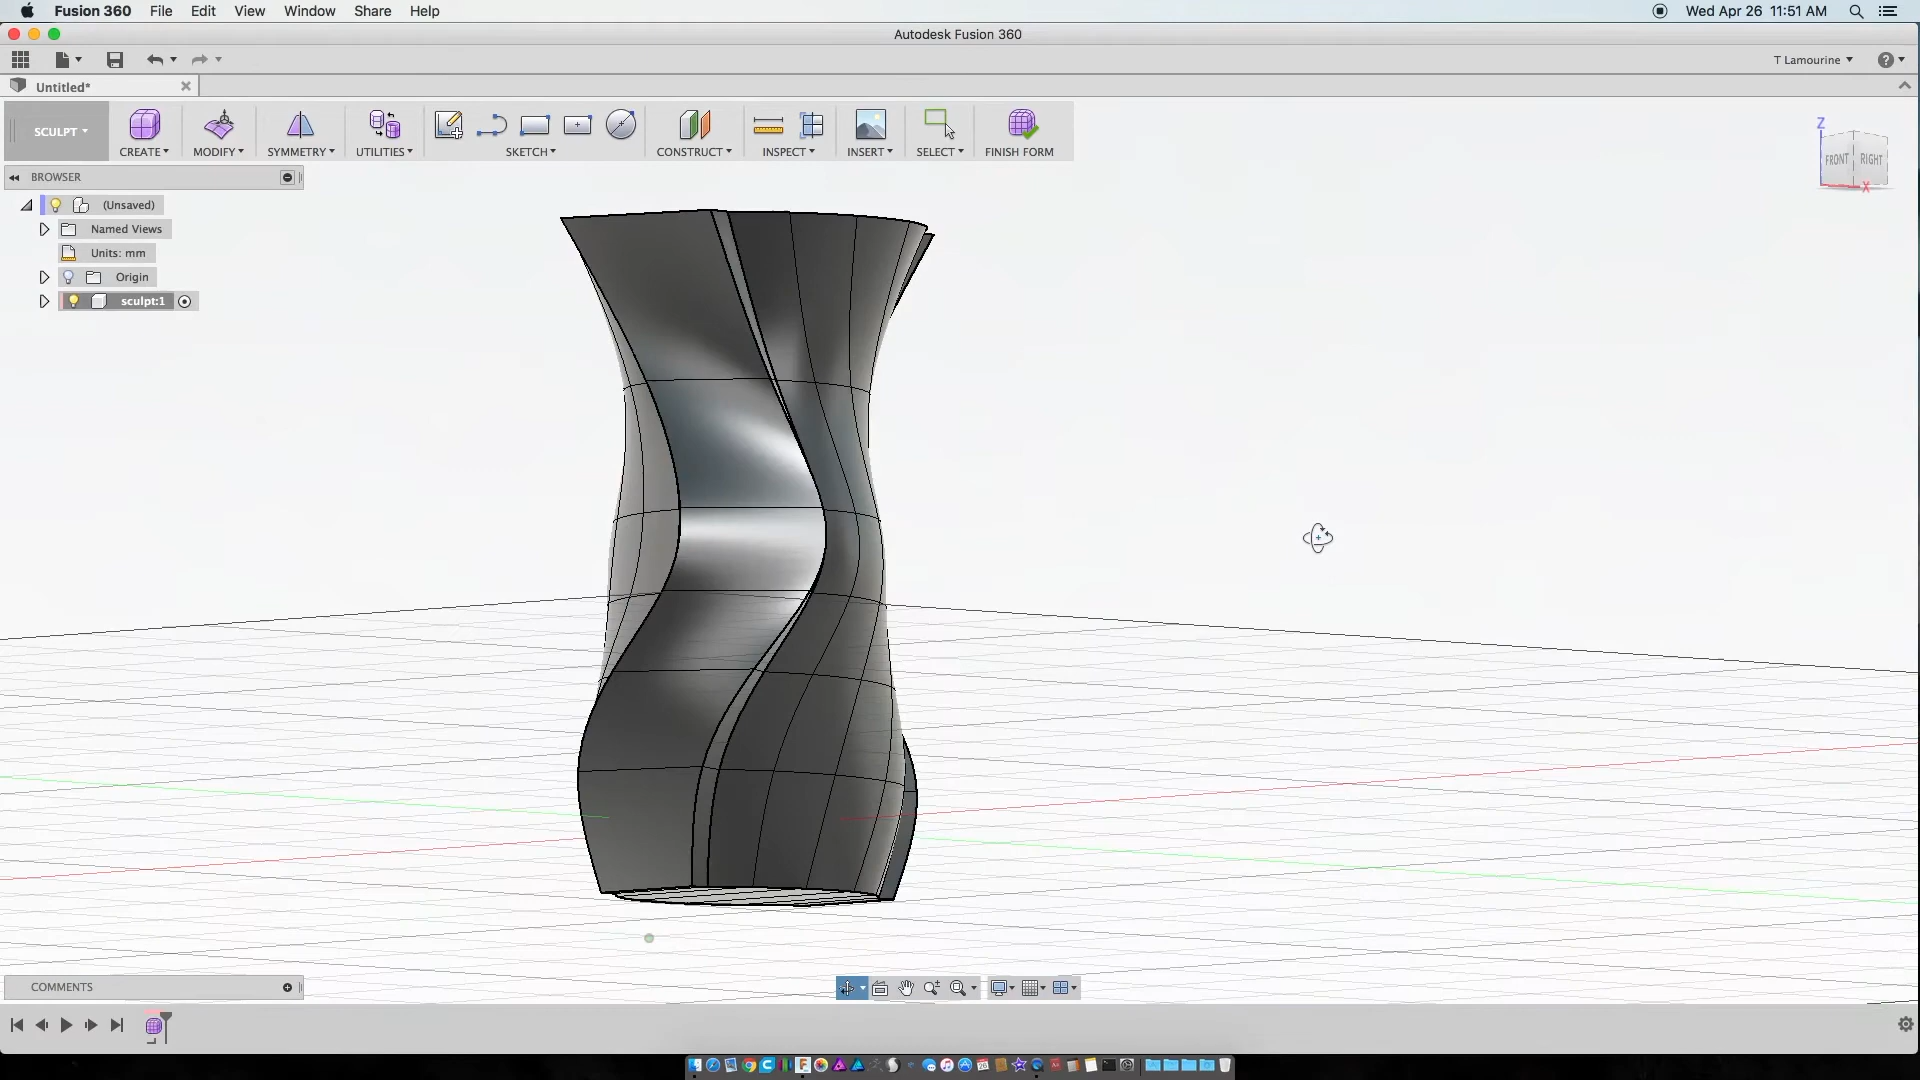 Fusion 360 File Edit View Window Share Help Wed Apr 26 11:51 AM
Autodesk Fusion 360
T Lamourine
Untitled*
SCULPT
CREATE MODIFY SYMMETRY UTILITIES SKETCH CONSTRUCT INSPECT INSERT SELECT FINISH FORM
Z
FRONT RIGHT
X
BROWSER
(Unsaved)
Named Views
Units: mm
Origin
sculpt:1
COMMENTS